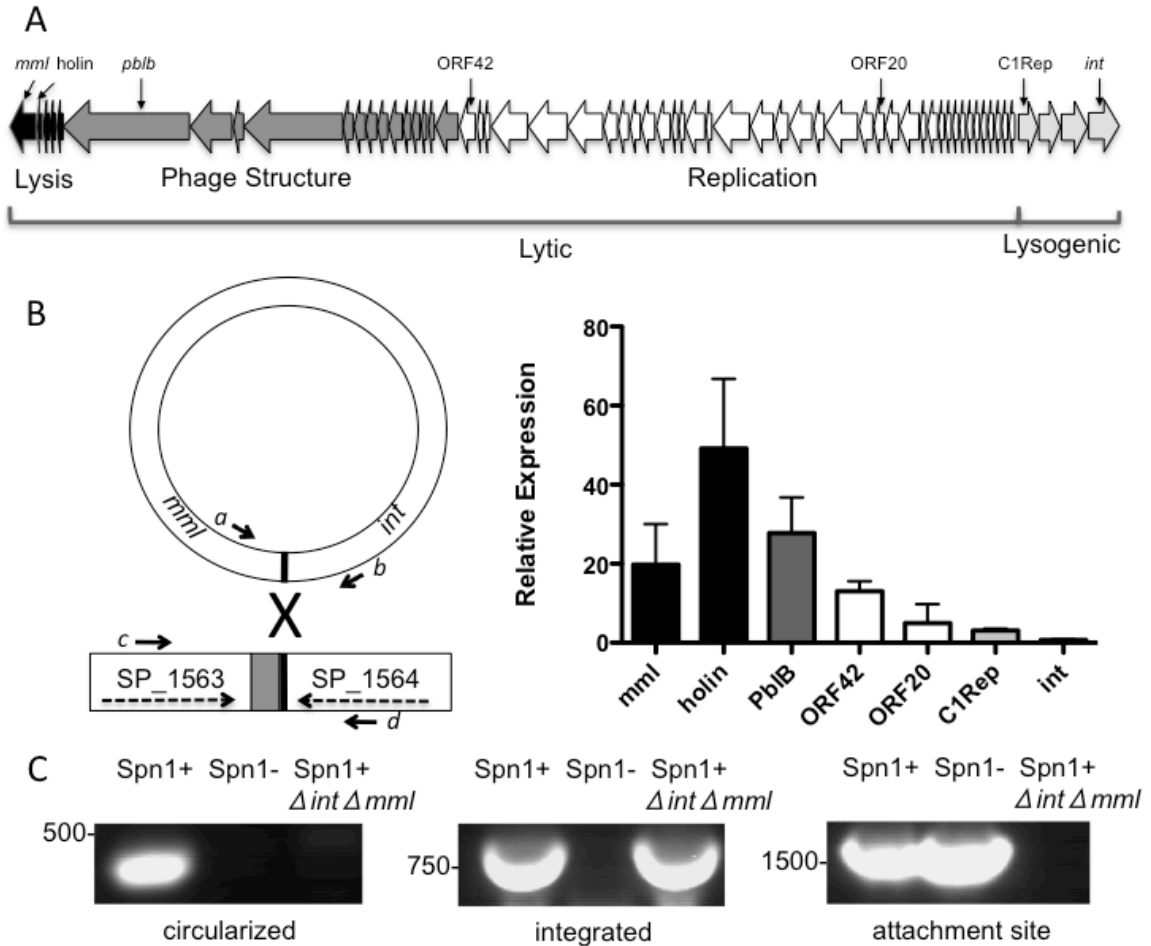 A
mml holin pblb ORF42 ORF20 C1Rep int
Lysis Phage Structure Replication
Lytic Lysogenic
B
mml a int
b
X
c
SP_1563 SP_1564
d
Relative Expression
80
60
40
20
0
mml holin PblB ORF42 ORF20 C1Rep int
C
Spn1+ Spn1- Spn1+
Δint Δmml
500
circularized
Spn1+ Spn1- Spn1+
Δint Δmml
750
integrated
Spn1+ Spn1- Spn1+
Δint Δmml
1500
attachment site